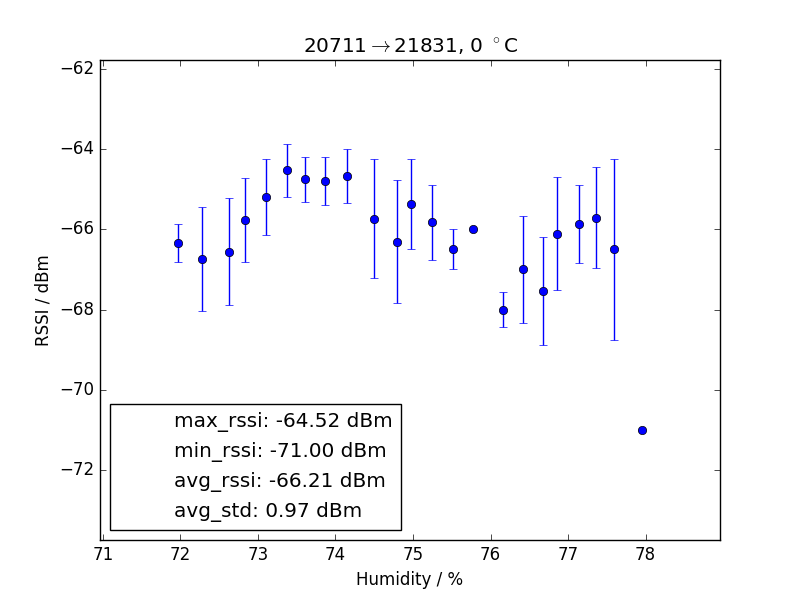 20711→21831, 0 °C
−62
−64
−66
−68
−70
−72
RSSI / dBm
max_rssi: -64.52 dBm
min_rssi: -71.00 dBm
avg_rssi: -66.21 dBm
avg_std: 0.97 dBm
71 72 73 74 75 76 77 78
Humidity / %